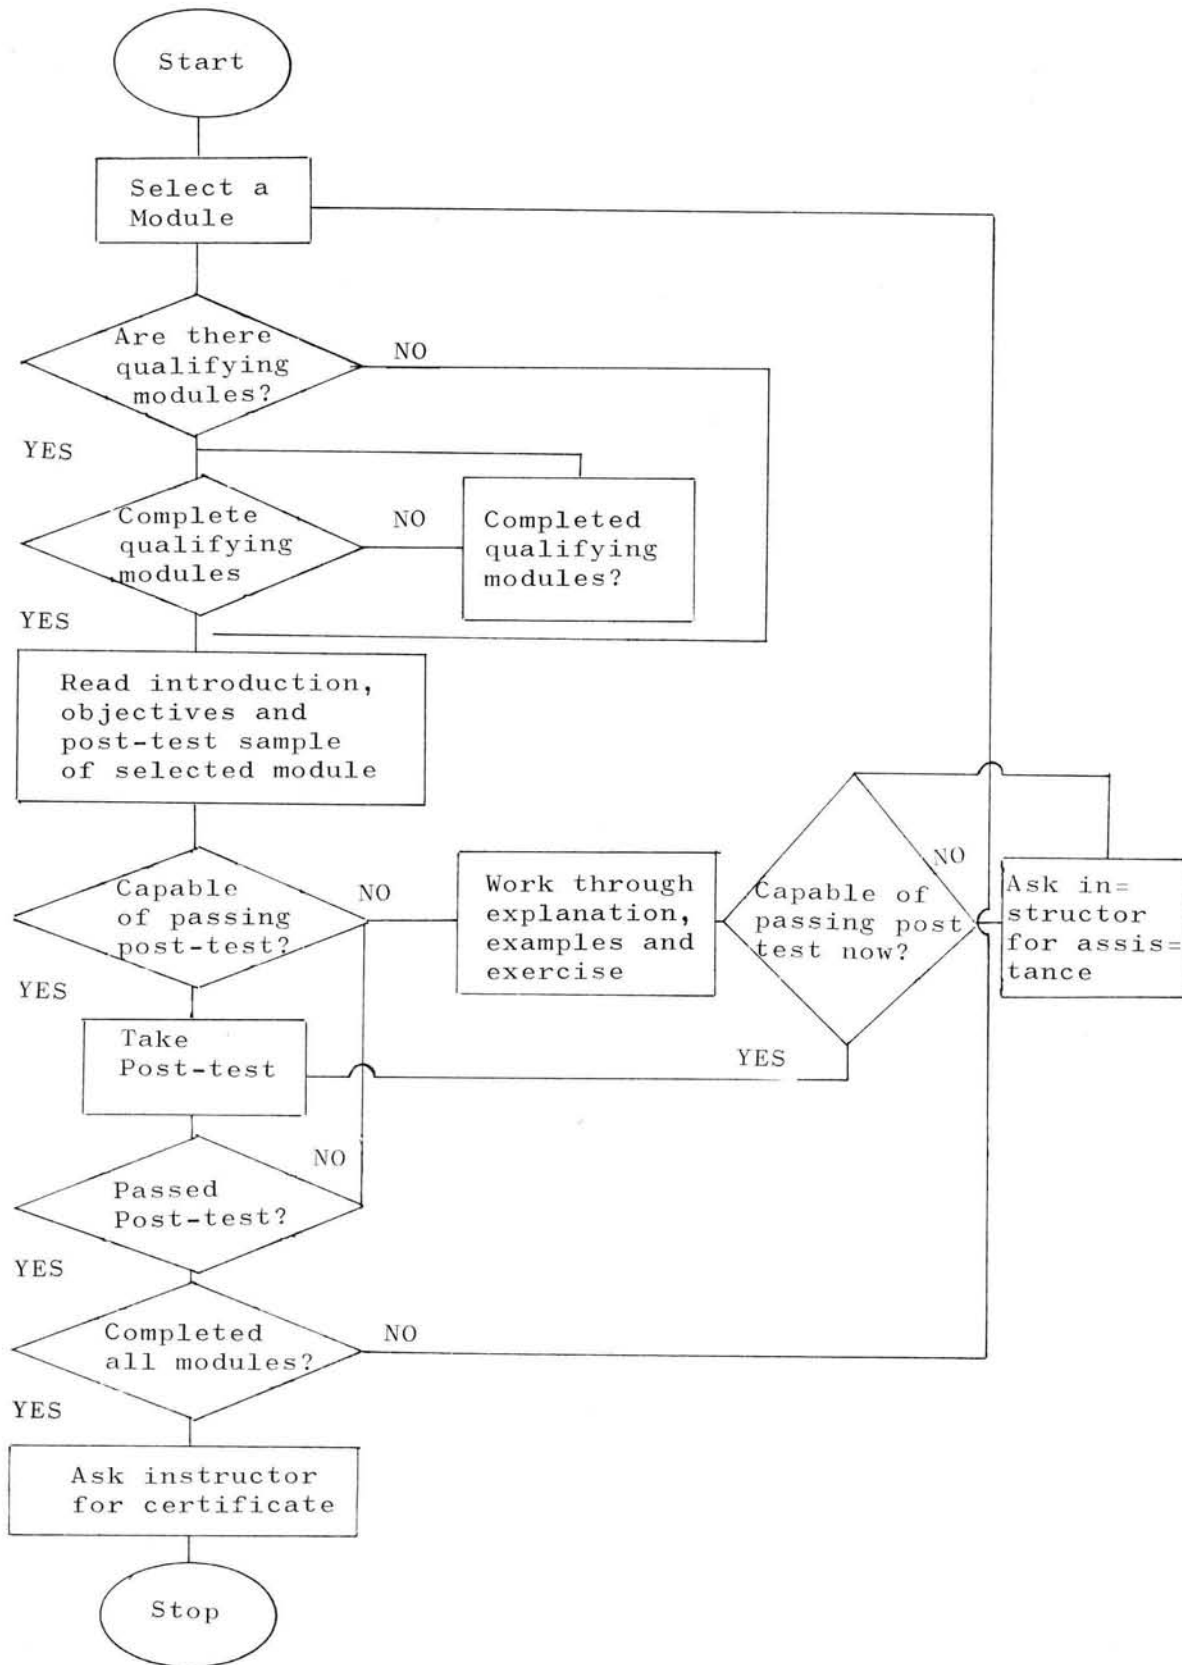 Start
Select a
Module
Are there
qualifying
modules?
NO
YES
Complete
qualifying
modules
NO
Completed
qualifying
modules?
YES
Read introduction,
objectives and
post-test sample
of selected module
Capable
of passing
post-test?
NO
Work through
explanation,
examples and
exercise
Capable of
passing post
test now?
NO
Ask in=
structor
for assis=
tance
YES
Take
Post-test
YES
Passed
Post-test?
NO
YES
Completed
all modules?
NO
YES
Ask instructor
for certificate
Stop